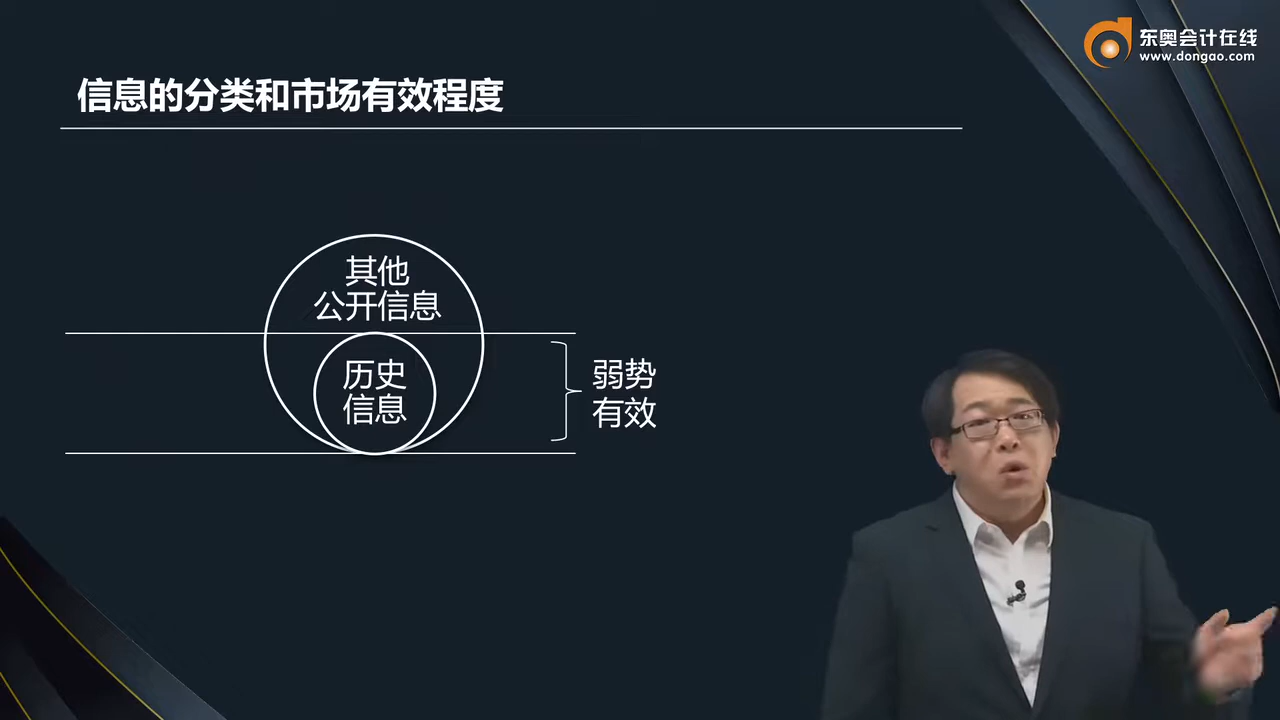 东奥会计在线
www.dongao.com
信息的分类和市场有效程度
其他
公开信息
历史
信息
弱势
有效